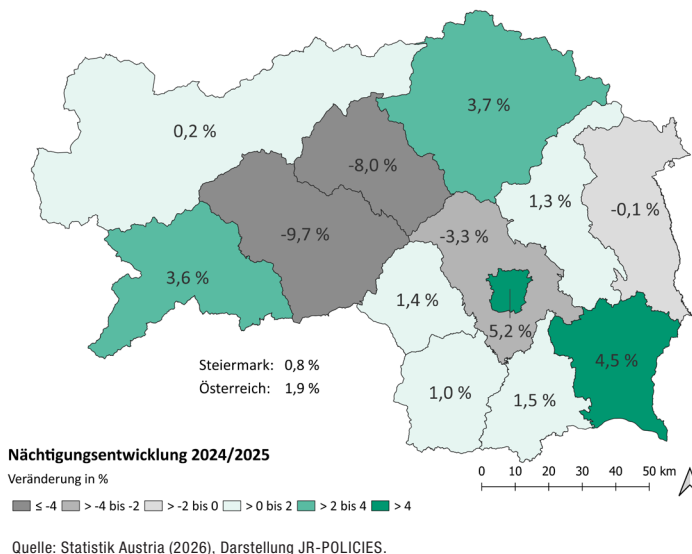 3,7 %
0,2 %
-8,0 %
1,3 %
-0,1 %
-9,7 %
-3,3 %
3,6 %
1,4 %
5,2 %
4,5 %
Steiermark: 0,8 %
Österreich: 1,9 %
1,0 %
1,5 %
Nächtigungsentwicklung 2024/2025
Veränderung in %
0 10 20 30 40 50 km
≤ -4 > -4 bis -2 > -2 bis 0 > 0 bis 2 > 2 bis 4 > 4
Quelle: Statistik Austria (2026), Darstellung JR-POLICIES.